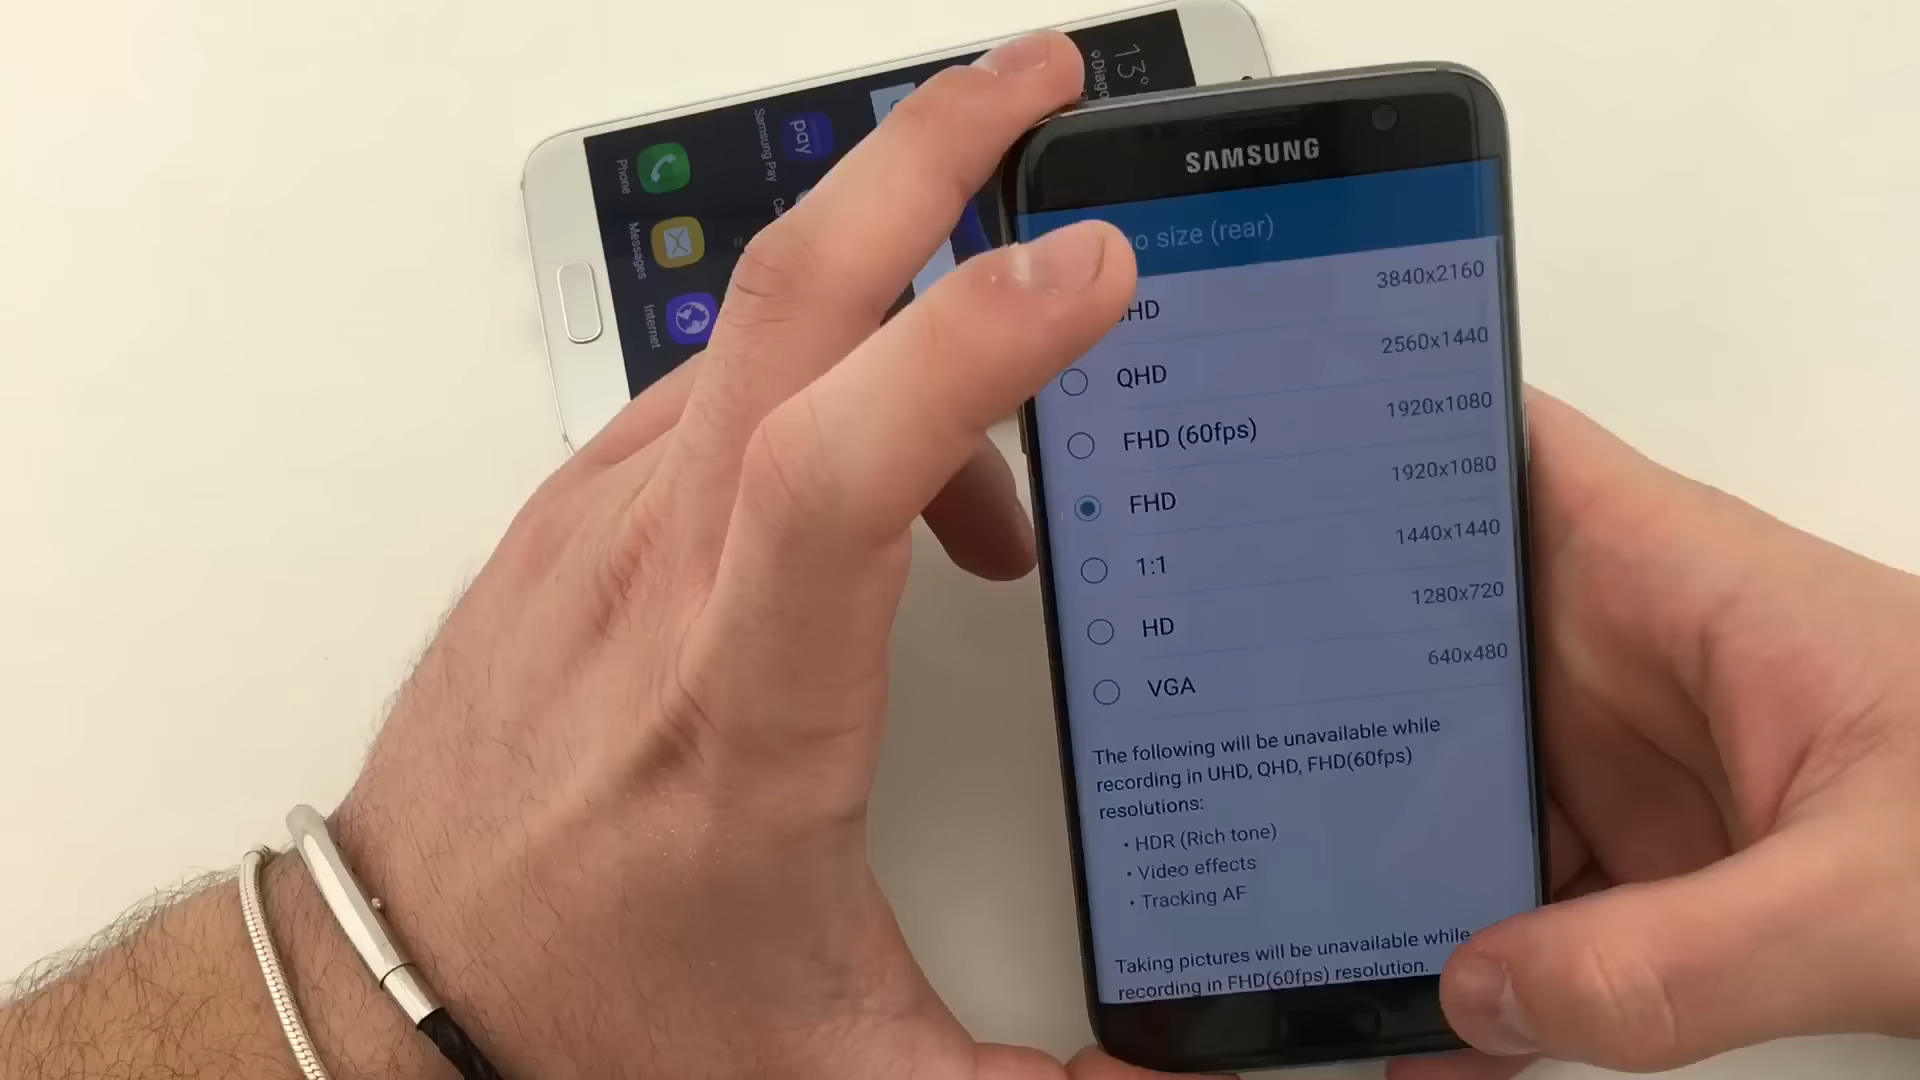 13°
pay
Samsung Pay
Phone
Messages
Internet
SAMSUNG
size (rear)
3840x2160
QHD 2560x1440
FHD (60fps) 1920x1080
FHD 1920x1080
1:1 1440x1440
HD 1280x720
VGA 640x480
The following will be unavailable while
recording in UHD, QHD, FHD(60fps)
resolutions:
• HDR (Rich tone)
• Video effects
• Tracking AF
Taking pictures will be unavailable while
recording in FHD(60fps) resolution.